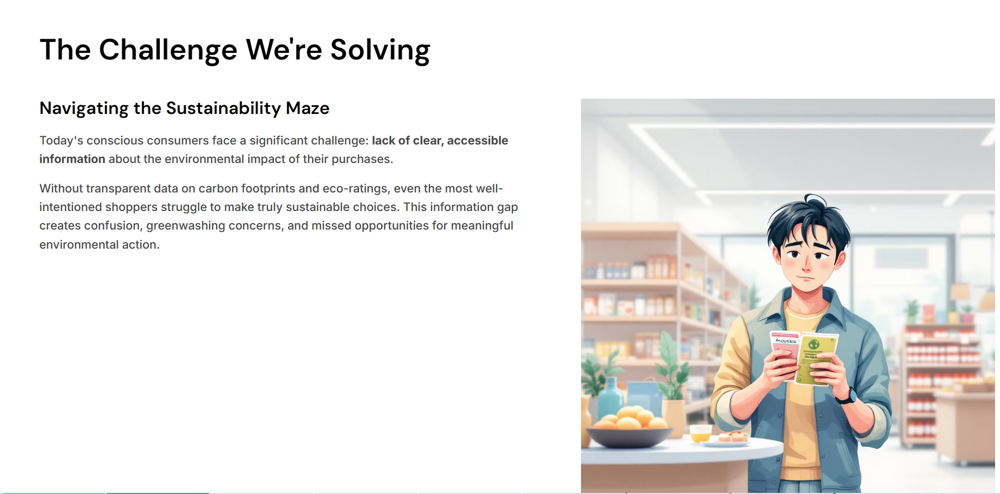 The Challenge We're Solving
Navigating the Sustainability Maze
Today's conscious consumers face a significant challenge: lack of clear, accessible
information about the environmental impact of their purchases.
Without transparent data on carbon footprints and eco-ratings, even the most well-
intentioned shoppers struggle to make truly sustainable choices. This information gap
creates confusion, greenwashing concerns, and missed opportunities for meaningful
environmental action.